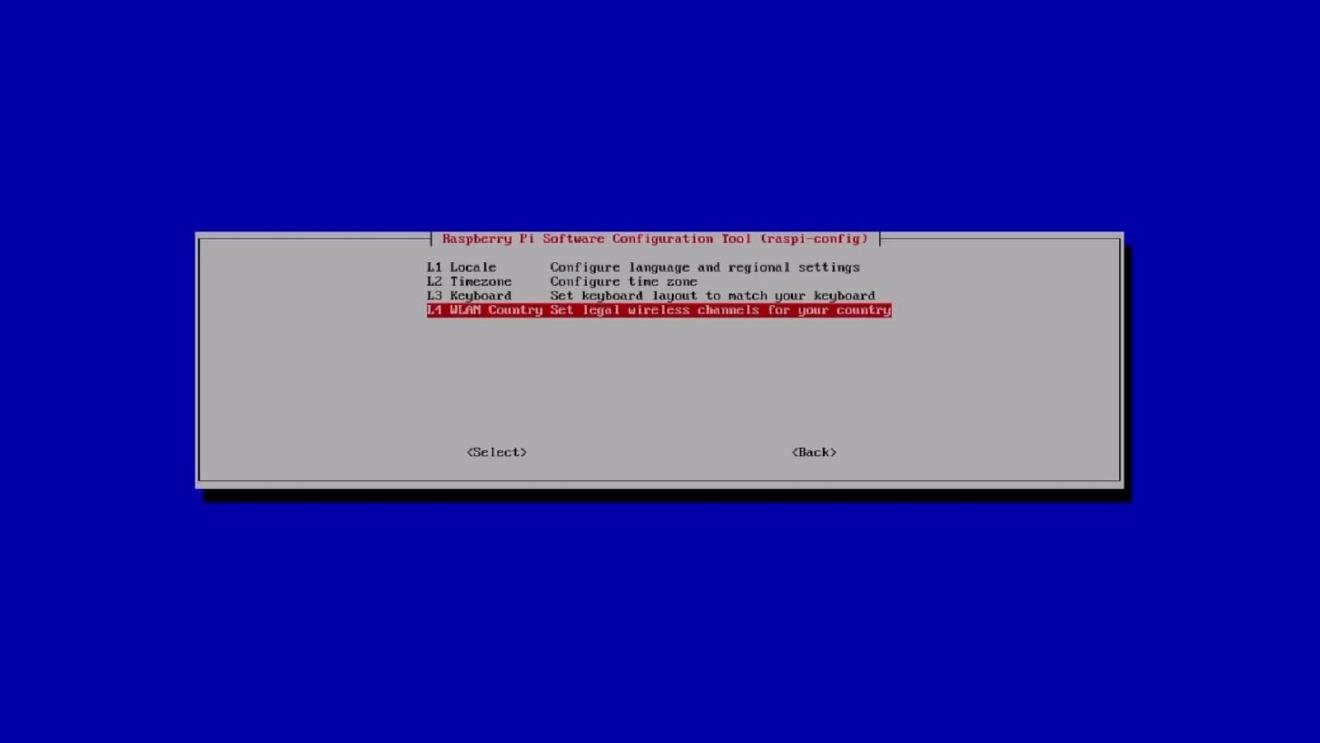 Raspberry Pi Software Configuration Tool (raspi-config)
L1 Locale Configure language and regional settings
L2 Timezone Configure time zone
L3 Keyboard Set keyboard layout to match your keyboard
L4 WLAN Country Set legal wireless channels for your country
<Select> <Back>